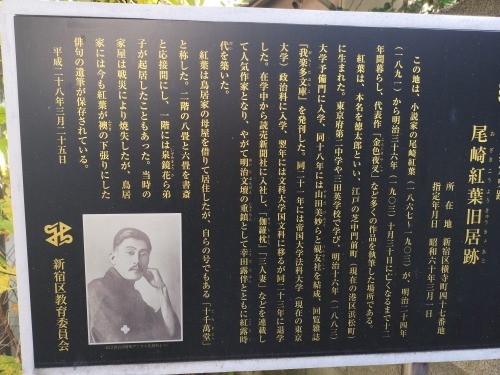 尾崎紅葉旧居跡
所在地 新宿区横寺町四十七番地
指定年月日 昭和六十年三月一日
この地は、小説家の尾崎紅葉(一八六七~一九〇三)が、明治二十四年
(一八九一)から明治三十六年(一九〇三)十月三十日に亡くなるまで十二
年間暮らし、代表作「金色夜叉」など多くの作品を執筆した場所である。
紅葉は、本名を徳太郎といい、江戸の芝中門前町(現在の港区浜松町)
に生まれた。東京府第二中学や三田英学校で学び、明治十六年(一八八三)
大学予備門に入学、同十八年には山田美妙らと硯友社を結成、回覧雑誌
「我楽多文庫」を発刊した。同二十一年には帝国大学法科大学(現在の東京
大学)政治科に入学、翌年には文科大学国文科に移るが同二十三年に退学
した。在学中から読売新聞社に入社し、「伽羅枕」「三人妻」などを連載し
て人気作家となり、やがて明治文壇の重鎮として幸田露伴とともに紅露時
代を築いた。
紅葉は鳥居家の母屋を借りて居住したが、自らの号でもある「十千萬堂」
と称した。二階の八畳と六畳を書斎
と応接間にし、一階には泉鏡花ら弟
子が起居したこともあった。当時の
家屋は戦災により焼失したが、鳥居
家には今も紅葉が襖の下張りにした
俳句の遺筆が保存されている。
平成二十八年二月二十五日
新宿区教育委員会